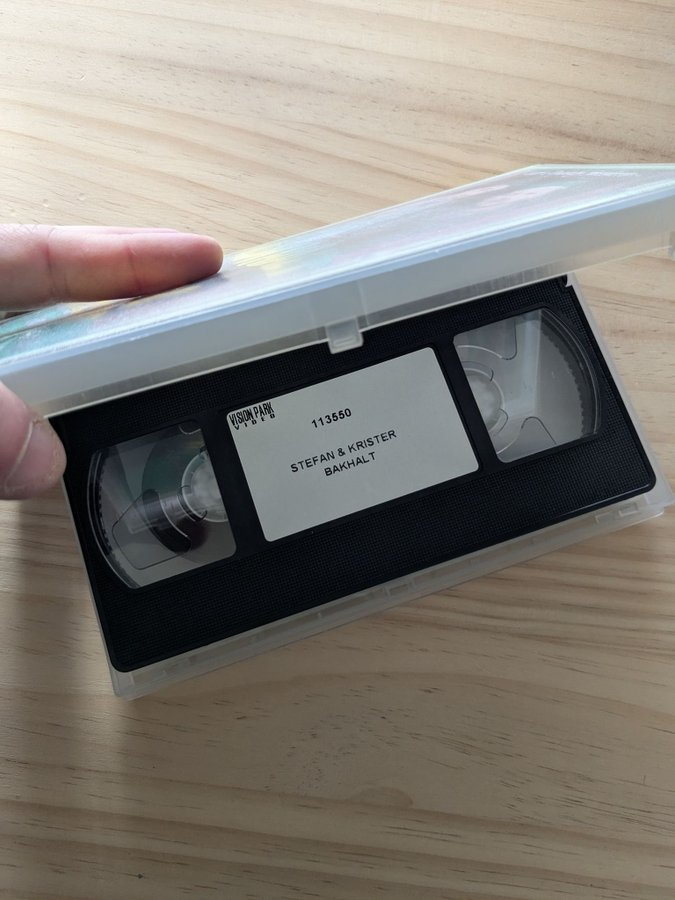 VISION PARK
VIDEO
113550
STEFAN & KRISTER
BAKHALT